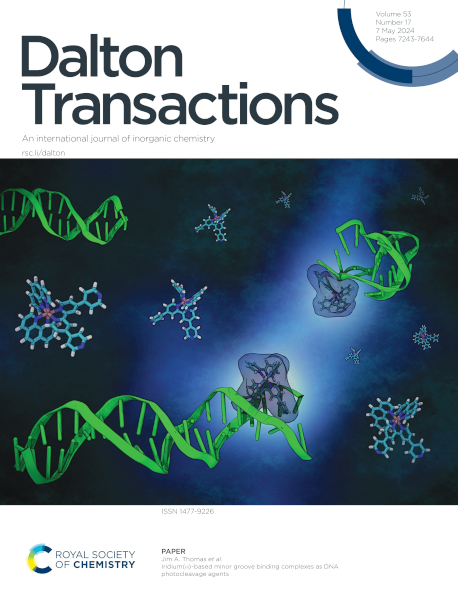 Volume 53
Number 17
7 May 2024
Pages 7243-7644
Dalton
Transactions
An international journal of inorganic chemistry
rsc.li/dalton
ISSN 1477-9226
ROYAL SOCIETY
OF CHEMISTRY
PAPER
Jim A. Thomas et al.
Iridium(III)-based minor groove binding complexes as DNA
photocleavage agents